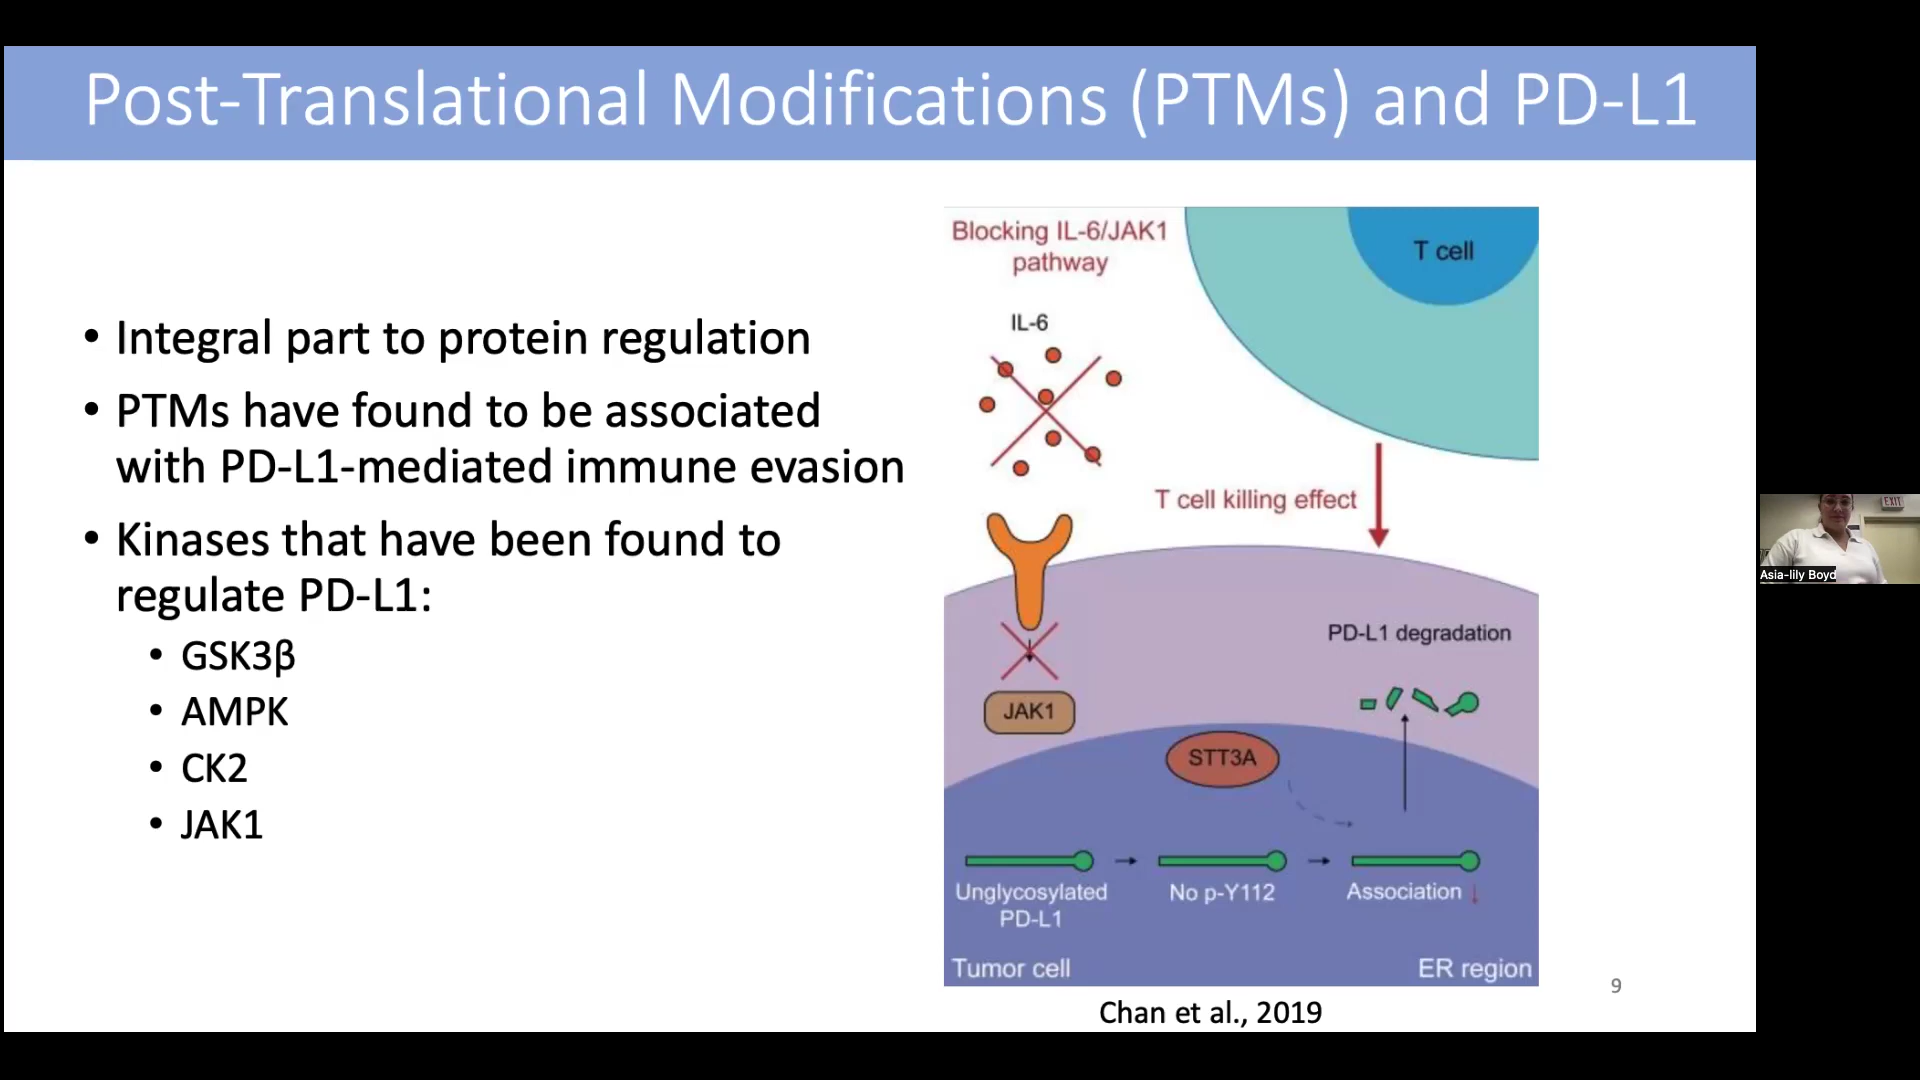 Post-Translational Modifications (PTMs) and PD-L1
• Integral part to protein regulation
• PTMs have found to be associated
with PD-L1-mediated immune evasion
• Kinases that have been found to
regulate PD-L1:
• GSK3β
• AMPK
• CK2
• JAK1
Blocking IL-6/JAK1
pathway
IL-6
T cell
T cell killing effect
PD-L1 degradation
JAK1
STT3A
Unglycosylated
PD-L1
No p-Y112
Association ↓
Tumor cell
ER region
Chan et al., 2019
9
EXIT
Asia-lily Boyd